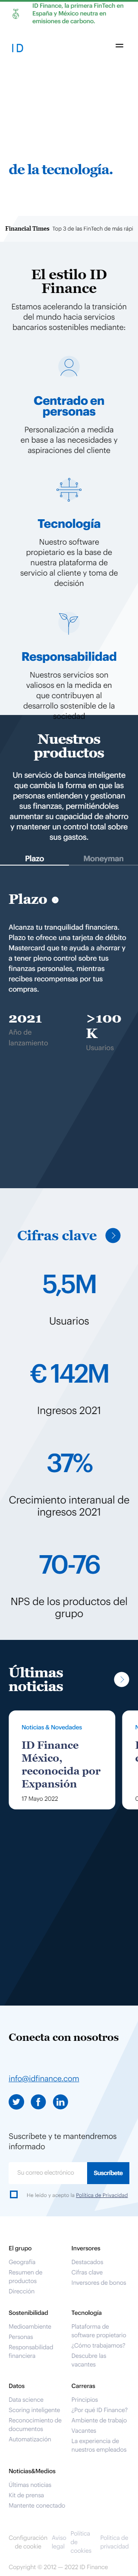 ID Finance, la primera FinTech en
España y México neutra en
emisiones de carbono.
ID
de la tecnología.
Financial Times Top 3 de las FinTech de más rápi
El estilo ID
Finance
Estamos acelerando la transición
del mundo hacia servicios
bancarios sostenibles mediante:
Centrado en
personas
Personalización a medida
en base a las necesidades y
aspiraciones del cliente
Tecnología
Nuestro software
propietario es la base de
nuestra plataforma de
servicio al cliente y toma de
decisión
Responsabilidad
Nuestros servicios son
valiosos en la medida en
que contribuyen al
desarrollo sostenible de la
sociedad
Nuestros
productos
Un servicio de banca inteligente
que cambia la forma en que las
personas entienden y gestionan
sus finanzas, permitiéndoles
aumentar su capacidad de ahorro
y mantener un control total sobre
sus gastos.
Plazo Moneyman
Plazo
Alcanza tu tranquilidad financiera.
Plazo te ofrece una tarjeta de débito
Mastercard que te ayuda a ahorrar y
a tener pleno control sobre tus
finanzas personales, mientras
recibes recompensas por tus
compras.
2021 >100
K
Año de
lanzamiento
Usuarios
Cifras clave
5,5M
Usuarios
€ 142M
Ingresos 2021
37%
Crecimiento interanual de
ingresos 2021
70-76
NPS de los productos del
grupo
Últimas
noticias
Noticias & Novedades
ID Finance
México,
reconocida por
Expansión
17 Mayo 2022
Conecta con nosotros
info@idfinance.com
Suscríbete y te mantendremos
informado
Su correo electrónico Suscríbete
He leído y acepto la Política de Privacidad
El grupo
Geografía
Resumen de
productos
Dirección
Inversores
Destacados
Cifras clave
Inversores de bonos
Sostenibilidad
Medioambiente
Personas
Responsabilidad
financiera
Tecnología
Plataforma de
software propietario
¿Cómo trabajamos?
Descubre las
vacantes
Datos
Data science
Scoring inteligente
Reconocimiento de
documentos
Automatización
Carreras
Principios
¿Por qué ID Finance?
Ambiente de trabajo
Vacantes
La experiencia de
nuestros empleados
Noticias&Medios
Últimas noticias
Kit de prensa
Mantente conectado
Configuración
de cookie
Aviso
legal
Política
de
cookies
Política de
privacidad
Copyright © 2012 — 2022 ID Finance